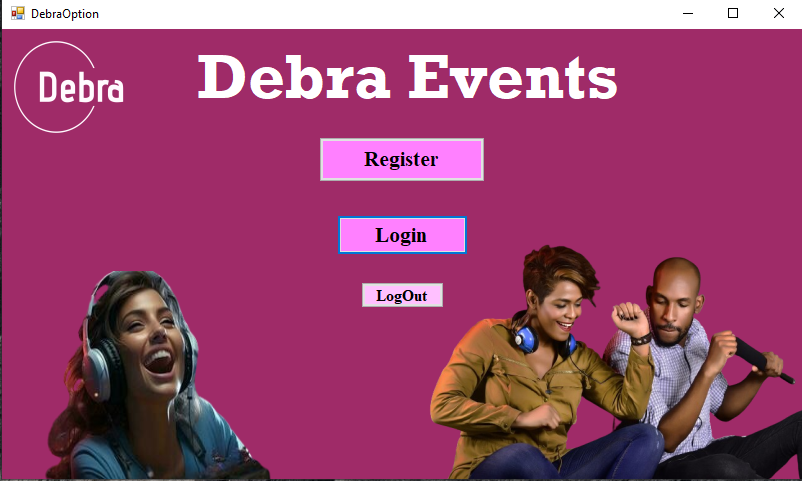 DebraOption
Debra
Debra Events
Register
Login
LogOut